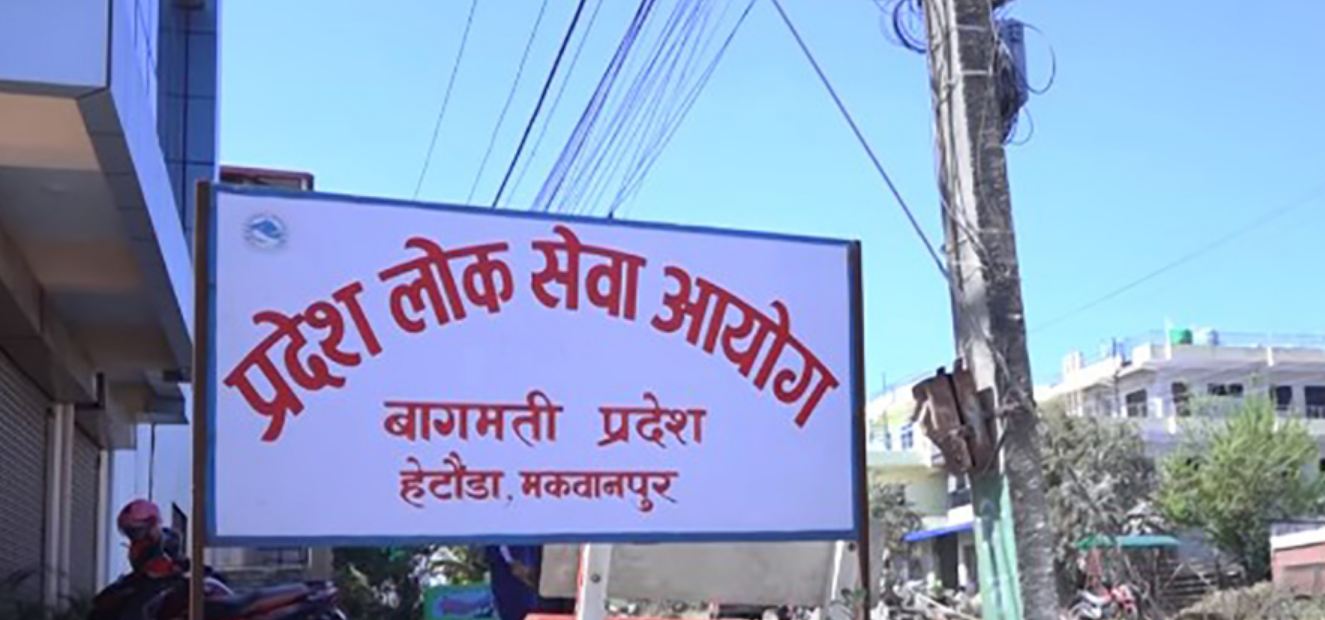 प्रदेश लोक सेवा आयोग
बागमती प्रदेश
हेटौंडा, मकवानपुर